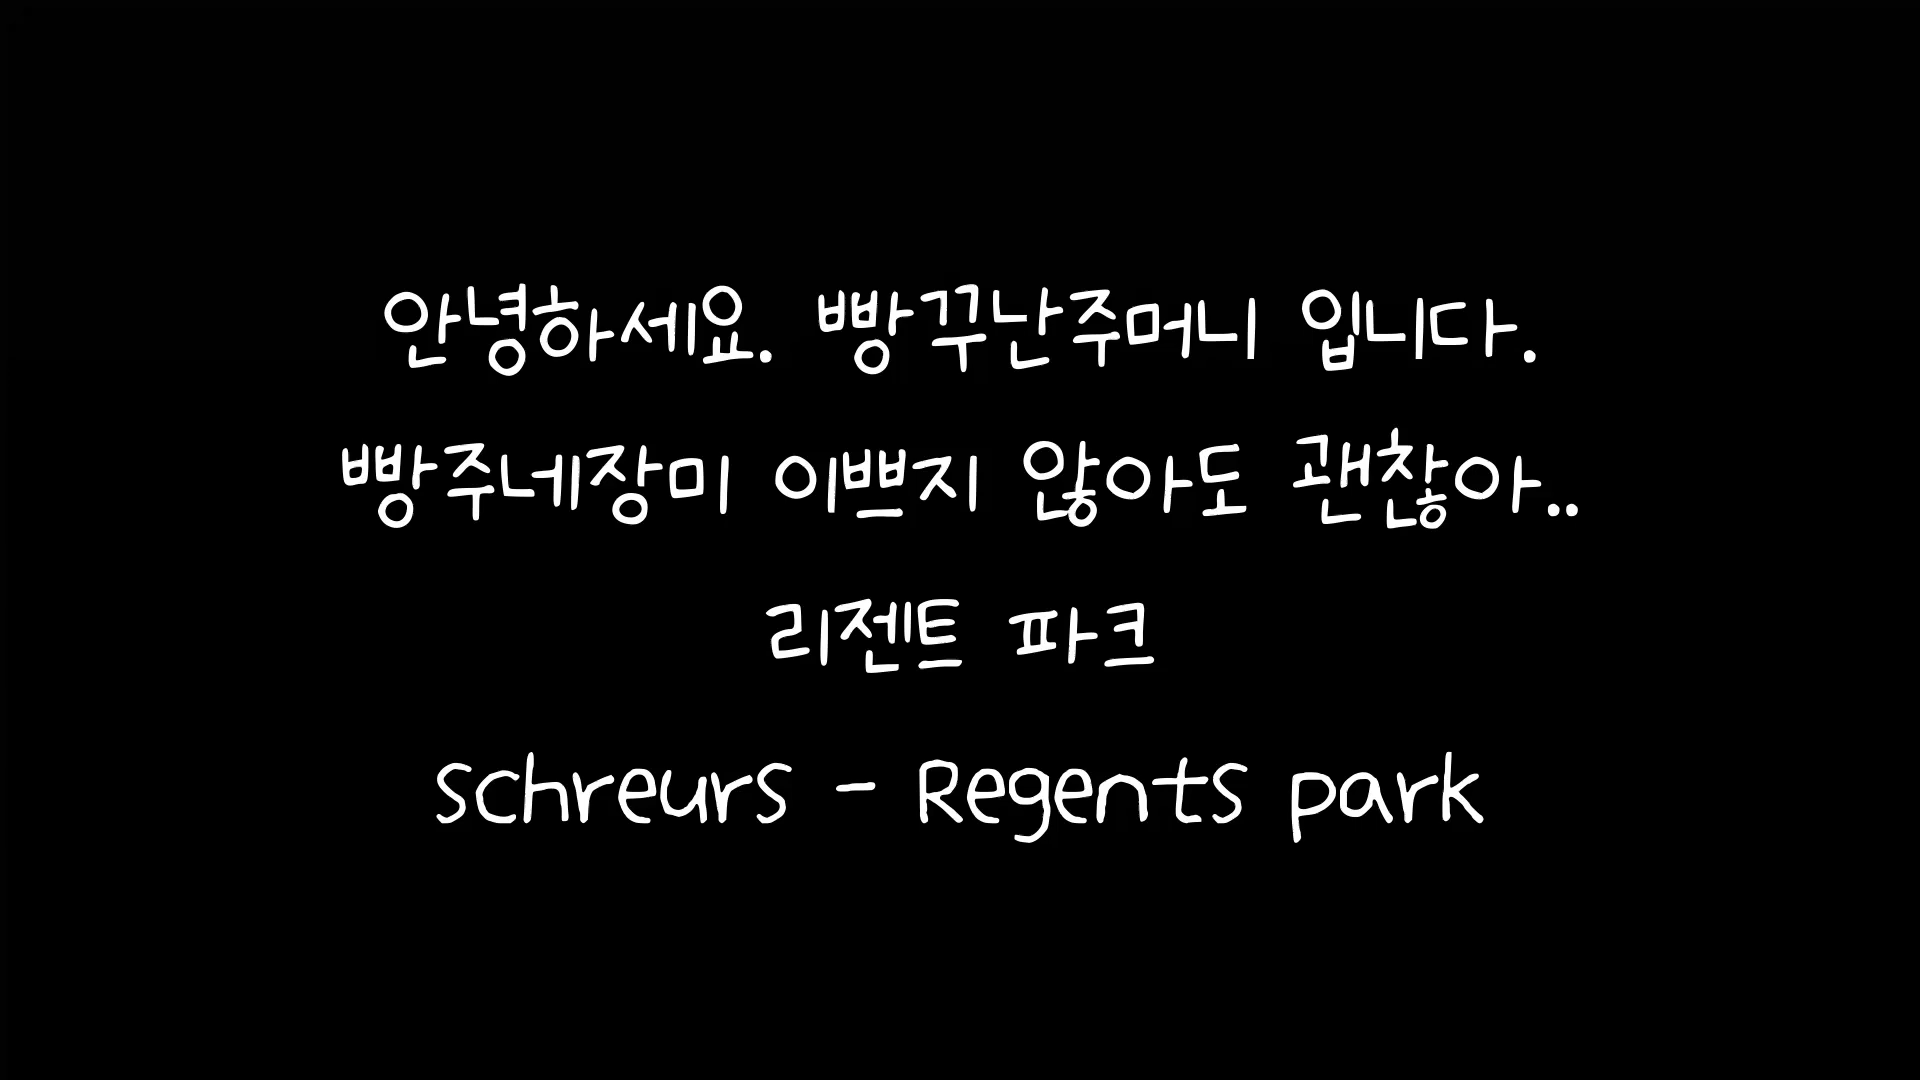 안녕하세요. 빵꾸난주머니 입니다.
빵주네장미 이쁘지 않아도 괜찮아..
리젠트 파크
schreurs - Regents park